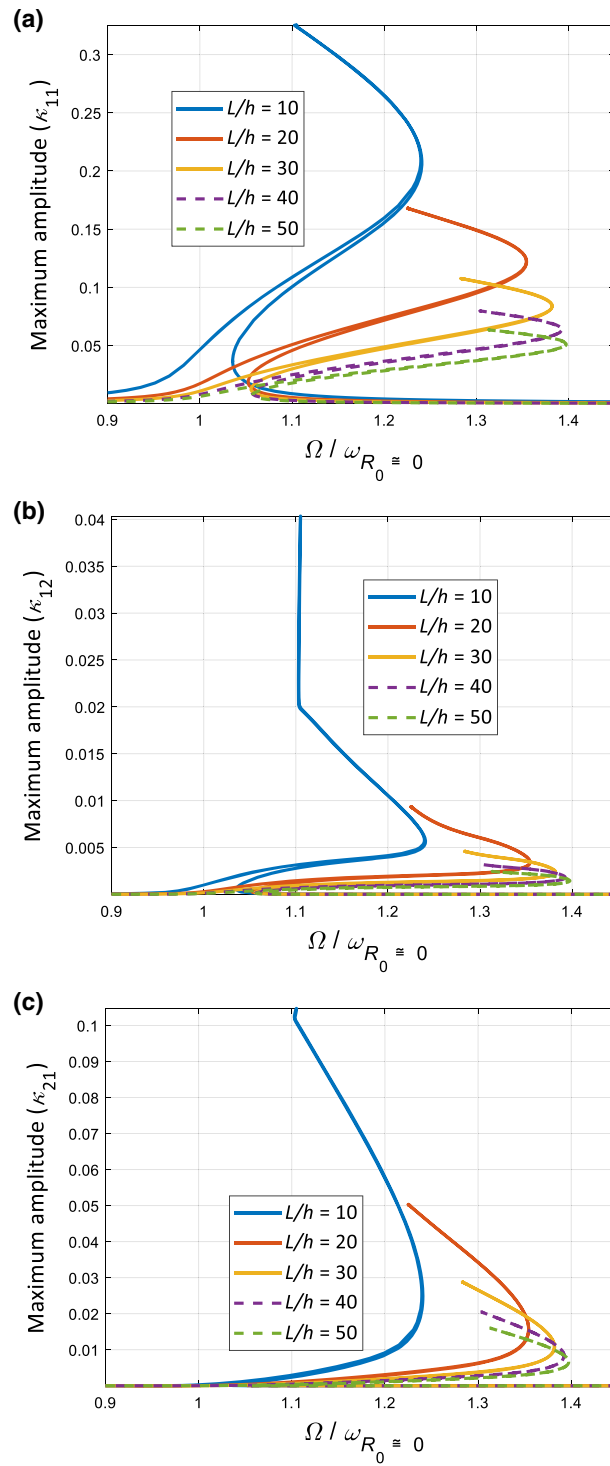 (a)
Maximum amplitude (κ11)
0.3
0.25
0.2
0.15
0.1
0.05
L/h = 10
L/h = 20
L/h = 30
L/h = 40
L/h = 50
0.9 1 1.1 1.2 1.3 1.4
Ω / ωR0 ≅ 0
(b)
Maximum amplitude (κ12)
0.04
0.035
0.03
0.025
0.02
0.015
0.01
0.005
L/h = 10
L/h = 20
L/h = 30
L/h = 40
L/h = 50
0.9 1 1.1 1.2 1.3 1.4
Ω / ωR0 ≅ 0
(c)
Maximum amplitude (κ21)
0.1
0.09
0.08
0.07
0.06
0.05
0.04
0.03
0.02
0.01
L/h = 10
L/h = 20
L/h = 30
L/h = 40
L/h = 50
0.9 1 1.1 1.2 1.3 1.4
Ω / ωR0 ≅ 0